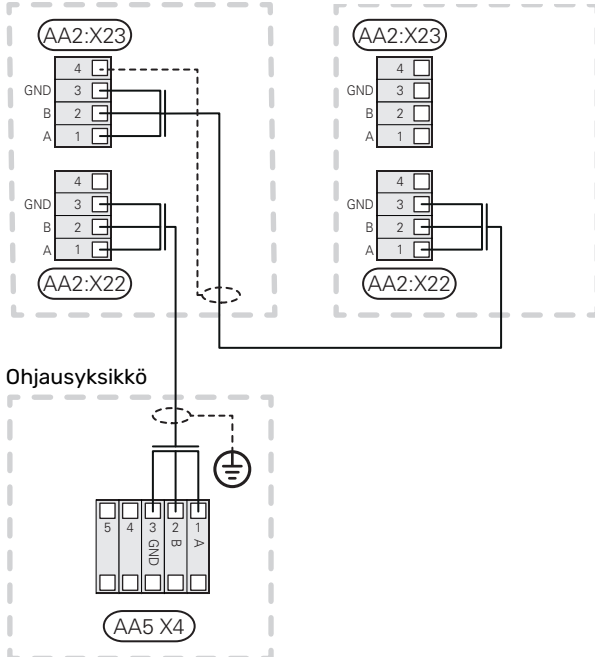 AA2:X23
4
GND 3
B 2
A 1
4
GND 3
B 2
A 1
AA2:X22
AA2:X23
4
GND 3
B 2
A 1
4
GND 3
B 2
A 1
AA2:X22
Ohjausyksikkö
5 4 3 2 1
GND B A
AA5 X4